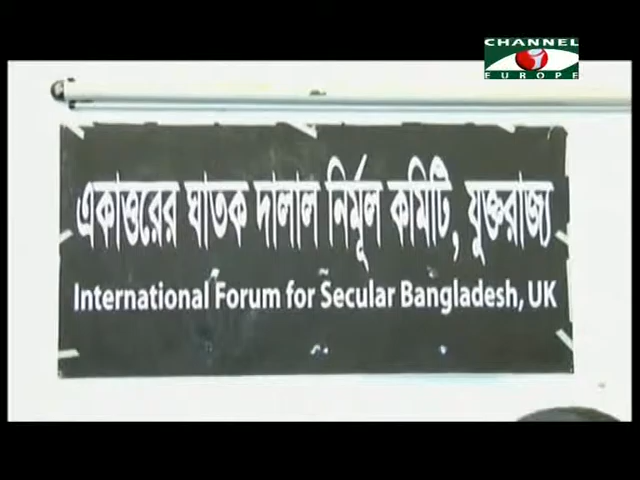 CHANNEL
i
EUROPE
একাত্তরের ঘাতক দালাল নির্মূল কমিটি, যুক্তরাজ্য
International Forum for Secular Bangladesh, UK